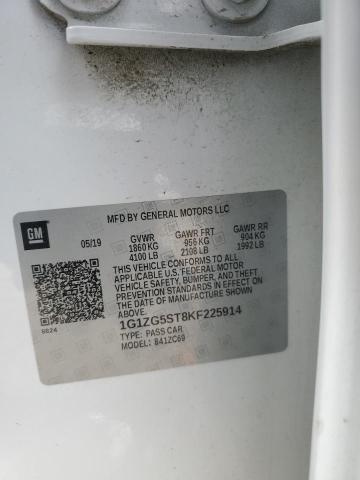 MFD BY GENERAL MOTORS LLC
GM
05/19 GVWR GAWR FRT GAWR RR
1860 KG 956 KG 904 KG
4100 LB 2108 LB 1992 LB
THIS VEHICLE CONFORMS TO ALL
APPLICABLE U.S. FEDERAL MOTOR
VEHICLE SAFETY, BUMPER, AND THEFT
PREVENTION STANDARDS IN EFFECT ON
THE DATE OF MANUFACTURE SHOWN
ABOVE.
1G1ZG5ST8KF225914
TYPE: PASS CAR
MODEL: 841ZC69